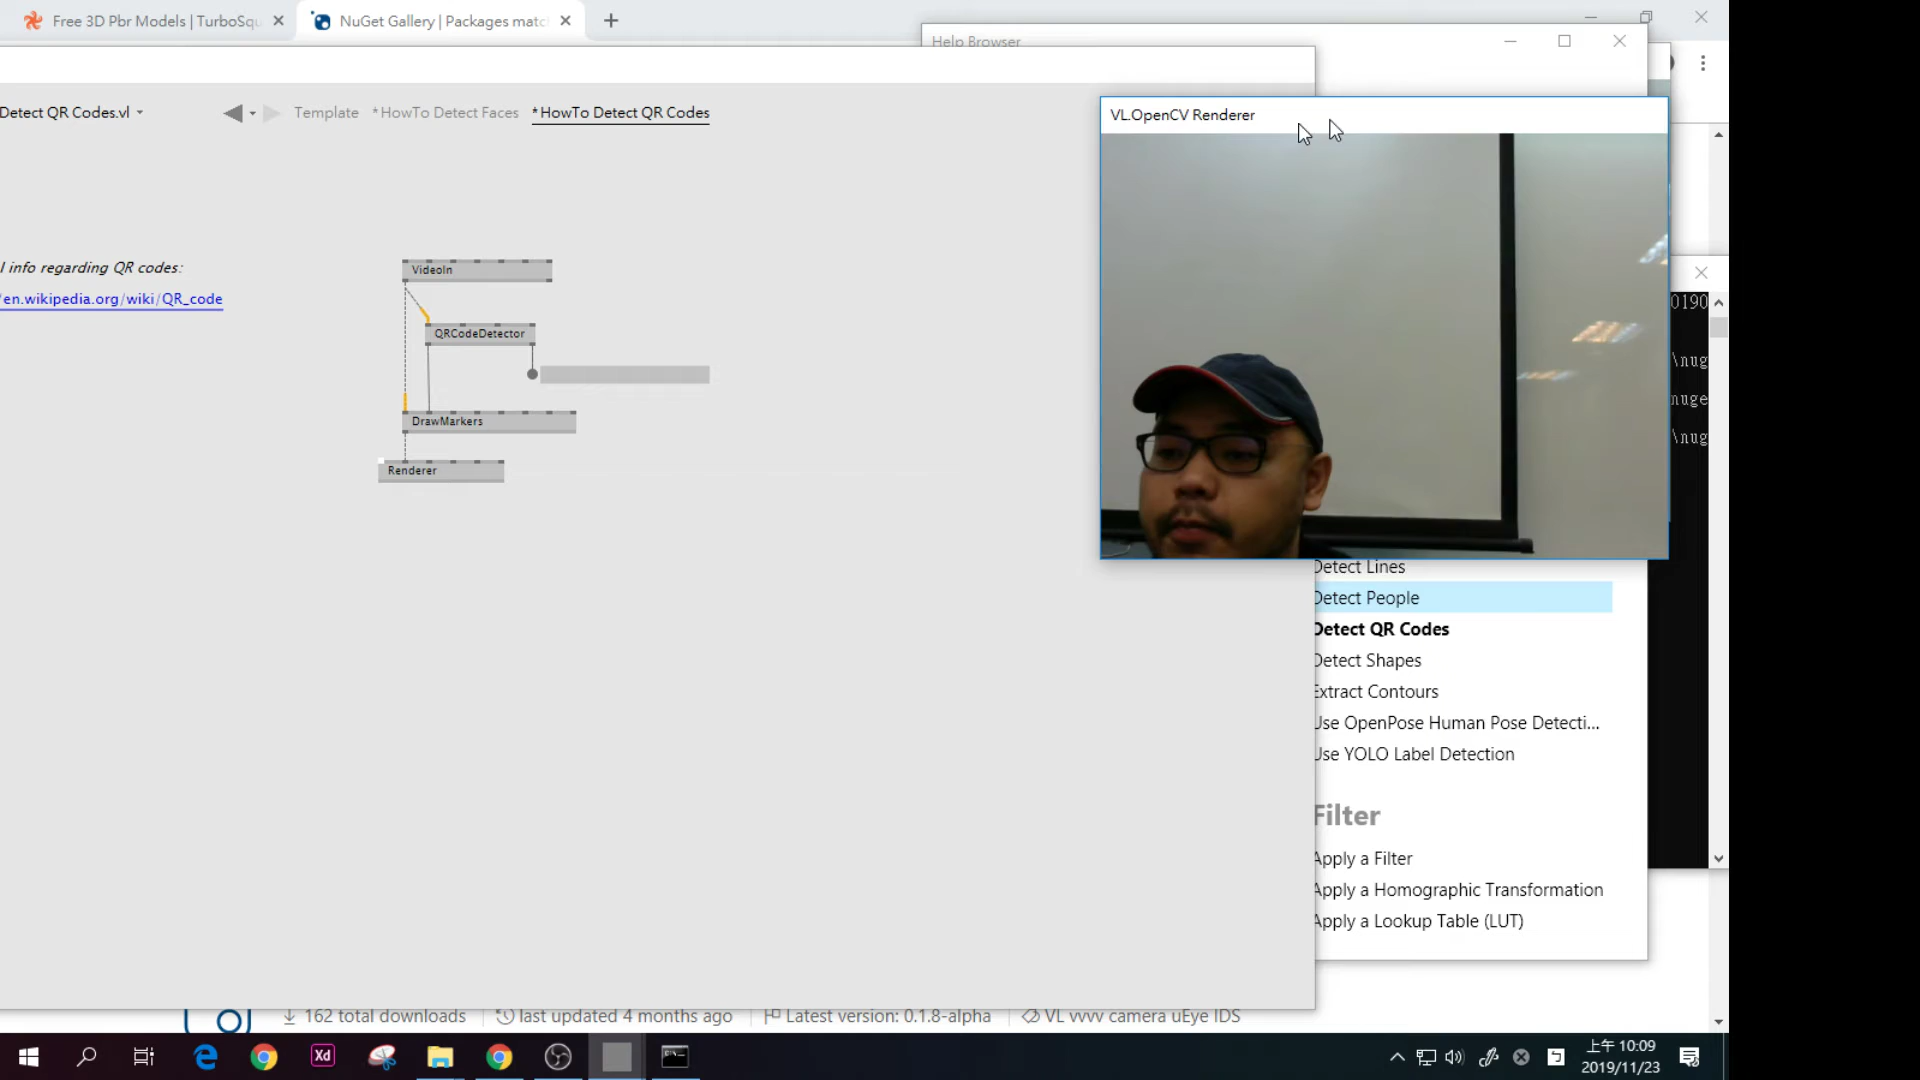 Free 3D Pbr Models | TurboSqu
NuGet Gallery | Packages matc
Help Browser
Detect QR Codes.vl
Template
*HowTo Detect Faces
*HowTo Detect QR Codes
VL.OpenCV Renderer
l info regarding QR codes:
/en.wikipedia.org/wiki/QR_code
VideoIn
QRCodeDetector
DrawMarkers
Renderer
0190
\nug
nuge
\nug
Detect Lines
Detect People
Detect QR Codes
Detect Shapes
Extract Contours
Use OpenPose Human Pose Detecti...
Use YOLO Label Detection
Filter
Apply a Filter
Apply a Homographic Transformation
Apply a Lookup Table (LUT)
162 total downloads
last updated 4 months ago
Latest version: 0.1.8-alpha
VL vvvv camera uEye IDS
Xd
上午 10:09
2019/11/23